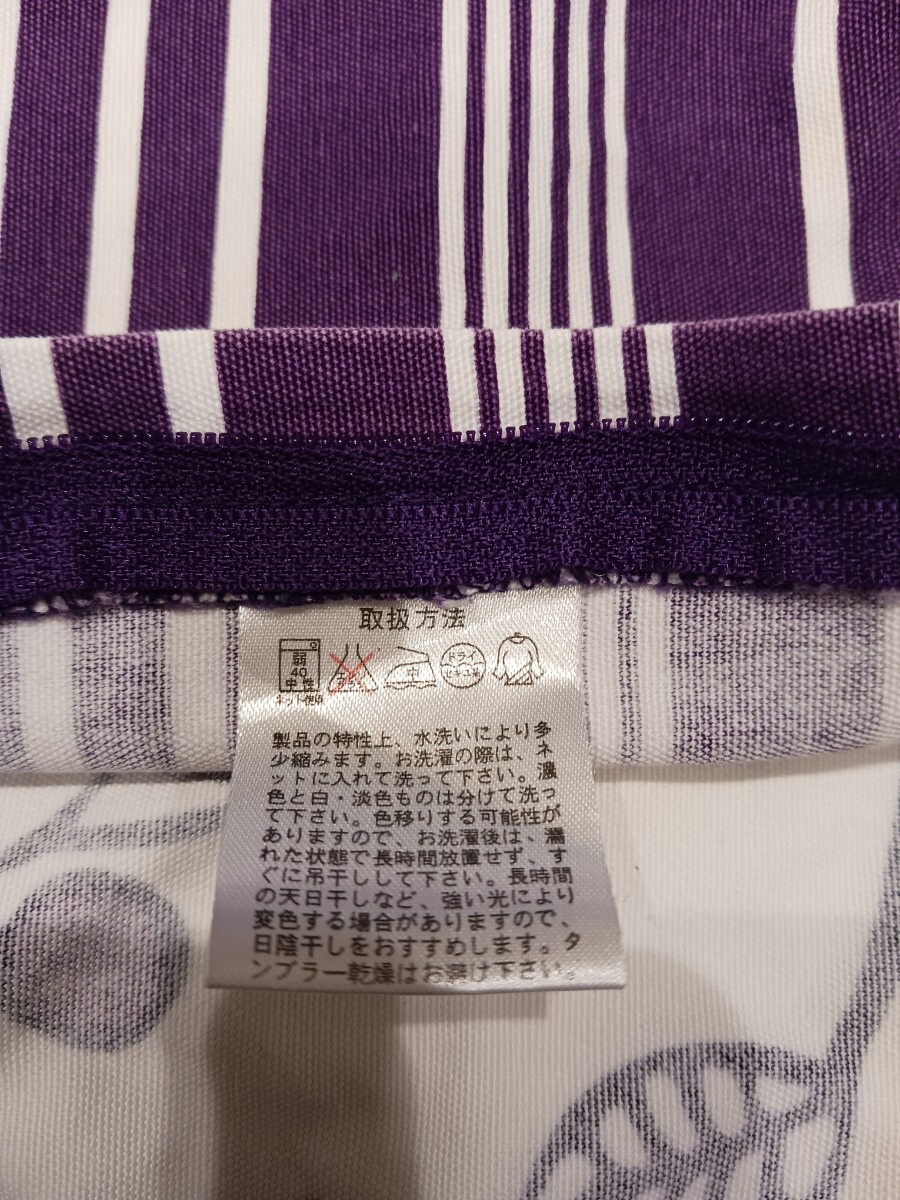 取扱方法
弱
40
中性
ネット使用
中
ドライ
製品の特性上、水洗いにより多
少縮みます。お洗濯の際は、ネ
ットに入れて洗って下さい。濃
色と白・淡色ものは分けて洗っ
て下さい。色移りする可能性が
ありますので、お洗濯後は、濡
れた状態で長時間放置せず、す
ぐに吊干しして下さい。長時間
の天日干しなど、強い光により
変色する場合がありますので、
日陰干しをおすすめします。タ
ンブラー乾燥はお避け下さい。